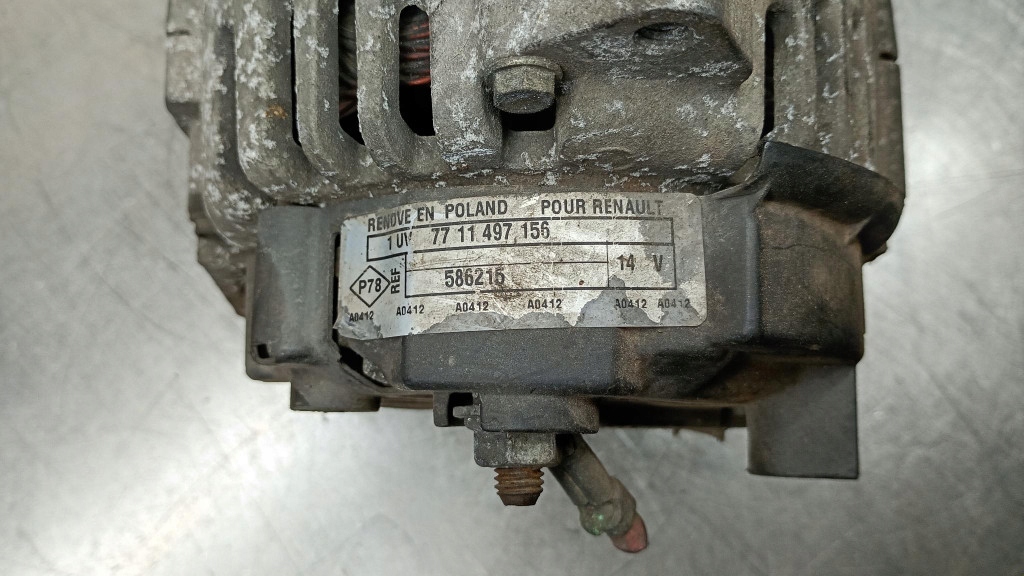 RENOVE EN POLAND POUR RENAULT
1 UV 77 11 497 156
P78 REF 586215 14 V
A0412 A0412 A0412 A0412 A0412 A0412